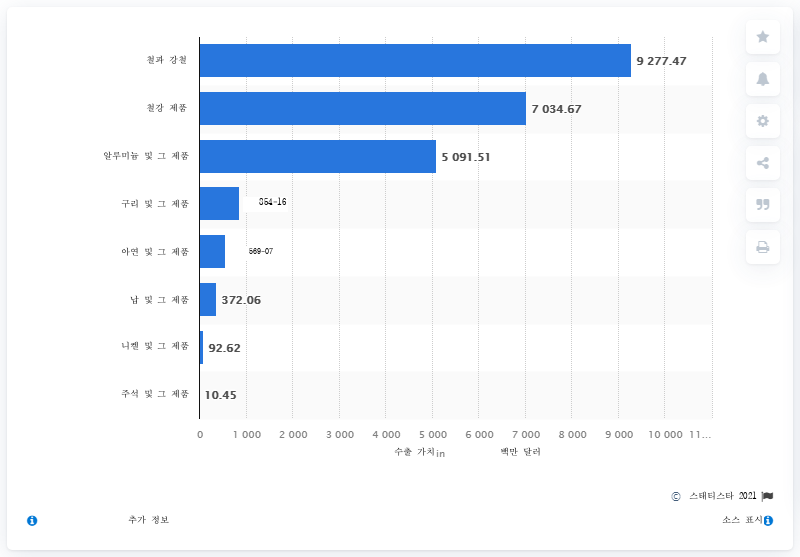 철과 강철 9 277.47
철강 제품 7 034.67
알루미늄 및 그 제품 5 091.51
구리 및 그 제품 854-16
아연 및 그 제품 569-07
납 및 그 제품 372.06
니켈 및 그 제품 92.62
주석 및 그 제품 10.45
0 1 000 2 000 3 000 4 000 5 000 6 000 7 000 8 000 9 000 10 000 11...
수출 가치in 백만 달러
© 스태티스타 2021
추가 정보 소스 표시